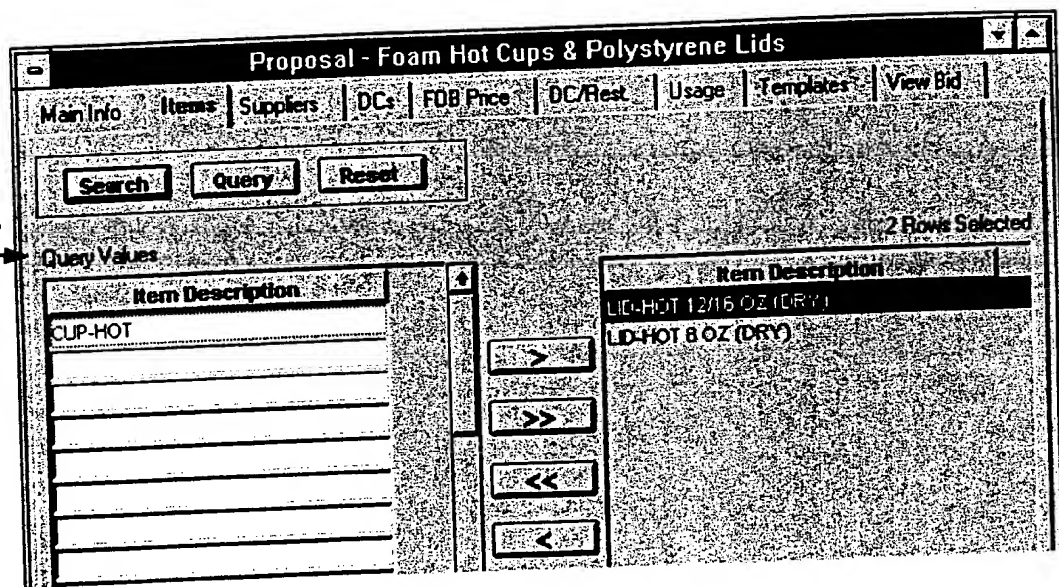 Proposal - Foam Hot Cups & Polystyrene Lids
Main Info Items Suppliers DCs FOB Price DC/Rest. Usage Templates View Bid
Search Query Reset
2 Rows Selected
Query Values
Item Description
CUP-HOT
>
>>
<<
<
Item Description
LID-HOT 12/16 OZ (DRY)
LID-HOT 8 OZ (DRY)